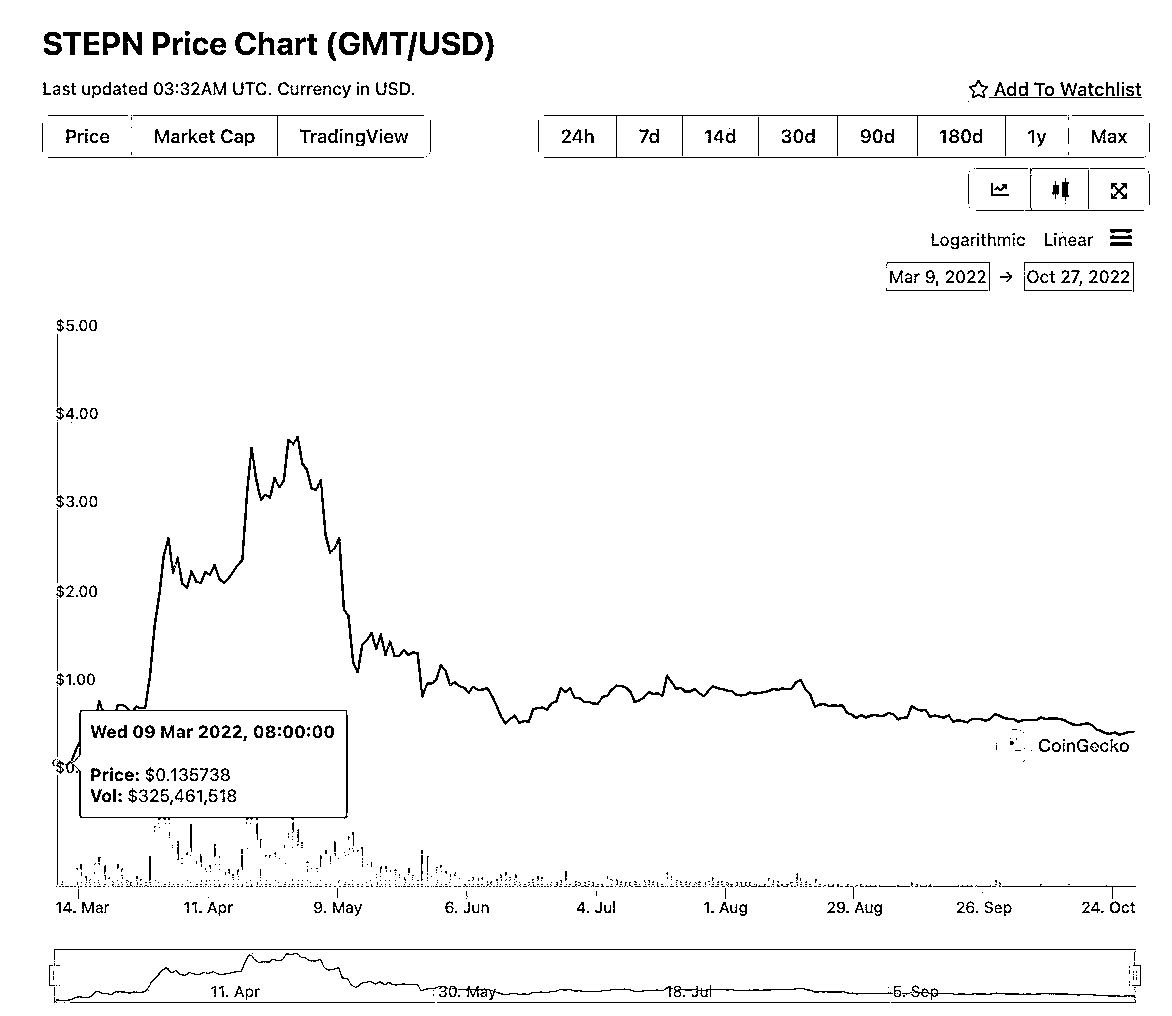 STEPN Price Chart (GMT/USD)
Last updated 03:32AM UTC. Currency in USD.
Add To Watchlist
Price Market Cap TradingView
24h 7d 14d 30d 90d 180d 1y Max
Logarithmic Linear
Mar 9, 2022 → Oct 27, 2022
$5.00
$4.00
$3.00
$2.00
$1.00
$0.
Wed 09 Mar 2022, 08:00:00
Price: $0.135738
Vol: $325,461,518
CoinGecko
14. Mar 11. Apr 9. May 6. Jun 4. Jul 1. Aug 29. Aug 26. Sep 24. Oct
11. Apr 30. May 18. Jul 5. Sep